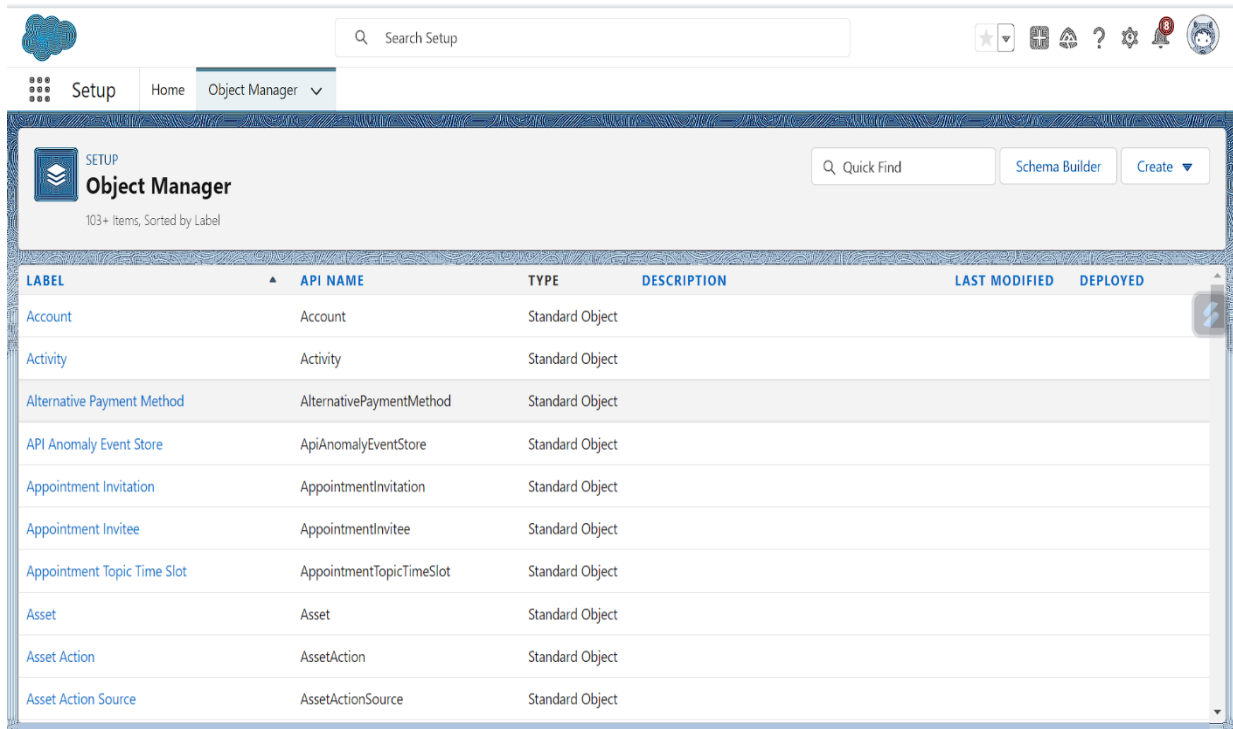 Search Setup
8
Setup Home Object Manager
SETUP
Object Manager
103+ Items, Sorted by Label
Quick Find
Schema Builder
Create
LABEL API NAME TYPE DESCRIPTION LAST MODIFIED DEPLOYED
Account Account Standard Object
Activity Activity Standard Object
Alternative Payment Method AlternativePaymentMethod Standard Object
API Anomaly Event Store ApiAnomalyEventStore Standard Object
Appointment Invitation AppointmentInvitation Standard Object
Appointment Invitee AppointmentInvitee Standard Object
Appointment Topic Time Slot AppointmentTopicTimeSlot Standard Object
Asset Asset Standard Object
Asset Action AssetAction Standard Object
Asset Action Source AssetActionSource Standard Object